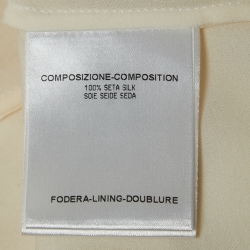 COMPOSIZIONE-COMPOSITION
100% SETA SILK
SOIE SEIDE SEDA
FODERA-LINING-DOUBLURE